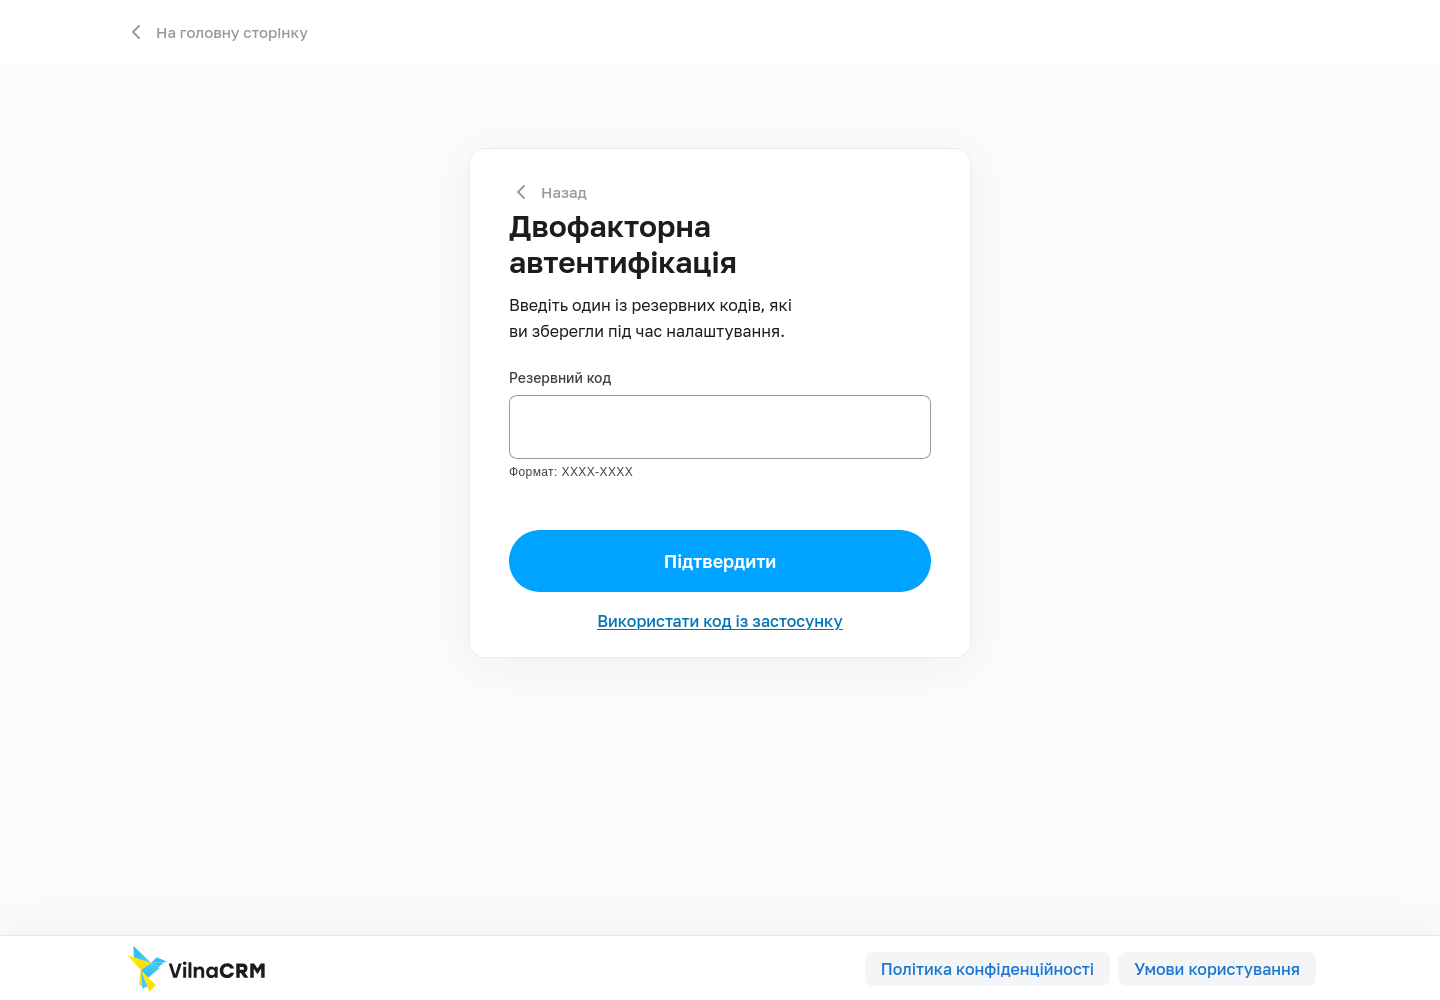 На головну сторінку
Назад
Двофакторна
автентифікація
Введіть один із резервних кодів, які
ви зберегли під час налаштування.
Резервний код
Формат: XXXX-XXXX
Підтвердити
Використати код із застосунку
VilnaCRM
Політика конфіденційності
Умови користування